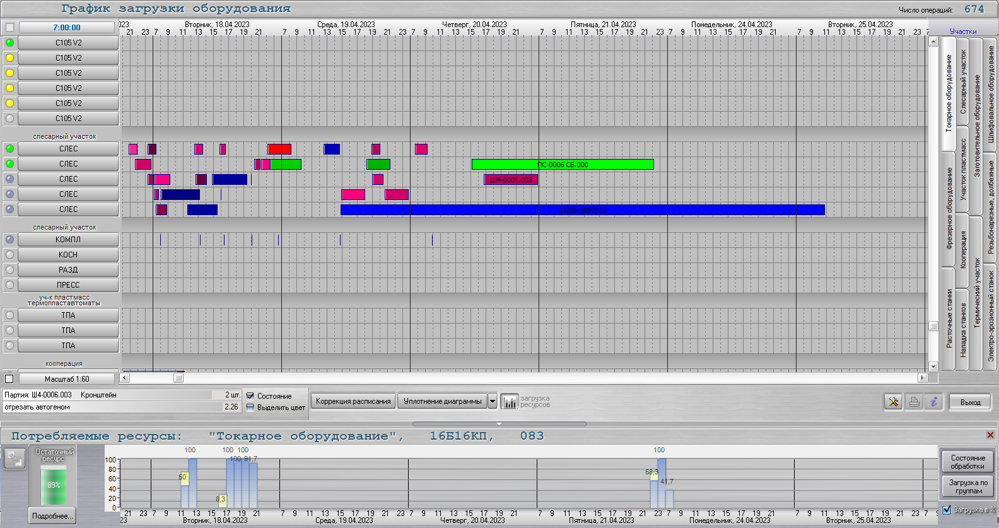 График загрузки оборудования
Число операций: 674
7:00:00
023 Вторник, 18.04.2023 Среда, 19.04.2023 Четверг, 20.04.2023 Пятница, 21.04.2023 Понедельник, 24.04.2023 Вторник, 25.04.2023
21 23 7 9 11 13 15 17 19 21 7 9 11 13 15 17 19 21 23 7 9 11 13 15 17 19 21 7 9 11 13 15 17 19 21 23 7 9 11 13 15 17 19 21 7 9 11 13 15 17 19 21 23 7
Участки
С105 V2
С105 V2
С105 V2
С105 V2
С105 V2
С105 V2
слесарный участок
СЛЕС
СЛЕС ПС-0006 СБ.000
СЛЕС Ш4-0006.008
СЛЕС
СЛЕС 21236-5007032
слесарный участок
КОМПЛ
КОСН
РАЗД
ПРЕСС
уч-к пластмасс
термопластавтоматы
ТПА
ТПА
ТПА
кооперация
Масштаб 1:60
Токарное оборудование
Фрезерное оборудование
Расточные станки
Слесарный участок
Участок пластмасс
Кооперация
Наладка станков
Заготовительное оборудование
Термический участок
Шлифовальное оборудование
Резьбонарезные, долбежные
Электро-эрозионный станок
Партия: Ш4-0006.003 Кронштейн 2 шт.
отрезать автогеном 2.26
Состояние
Выделить цвет
Коррекция расписания
Уплотнение диаграммы
загрузка
ресурсов
Выход
Потребляемые ресурсы: "Токарное оборудование", 16Б16КП, 083
Остаточный
ресурс
89%
Подробнее...
100 100 100 100
100
80
60
40
20
0
50 8,3 100 91,7 58,3 41,7
21 23 7 9 11 13 15 17 19 21 7 9 11 13 15 17 19 21 23 7 9 11 13 15 17 19 21 7 9 11 13 15 17 19 21 23 7 9 11 13 15 17 19 21 7 9 11 13 15 17 19 21 23
23 Вторник, 18.04.2023 Среда, 19.04.2023 Четверг, 20.04.2023 Пятница, 21.04.2023 Понедельник, 24.04.2023 Вторник, 25.04.2023
Состояние
обработки
Загрузка по
группам
Загрузка в %